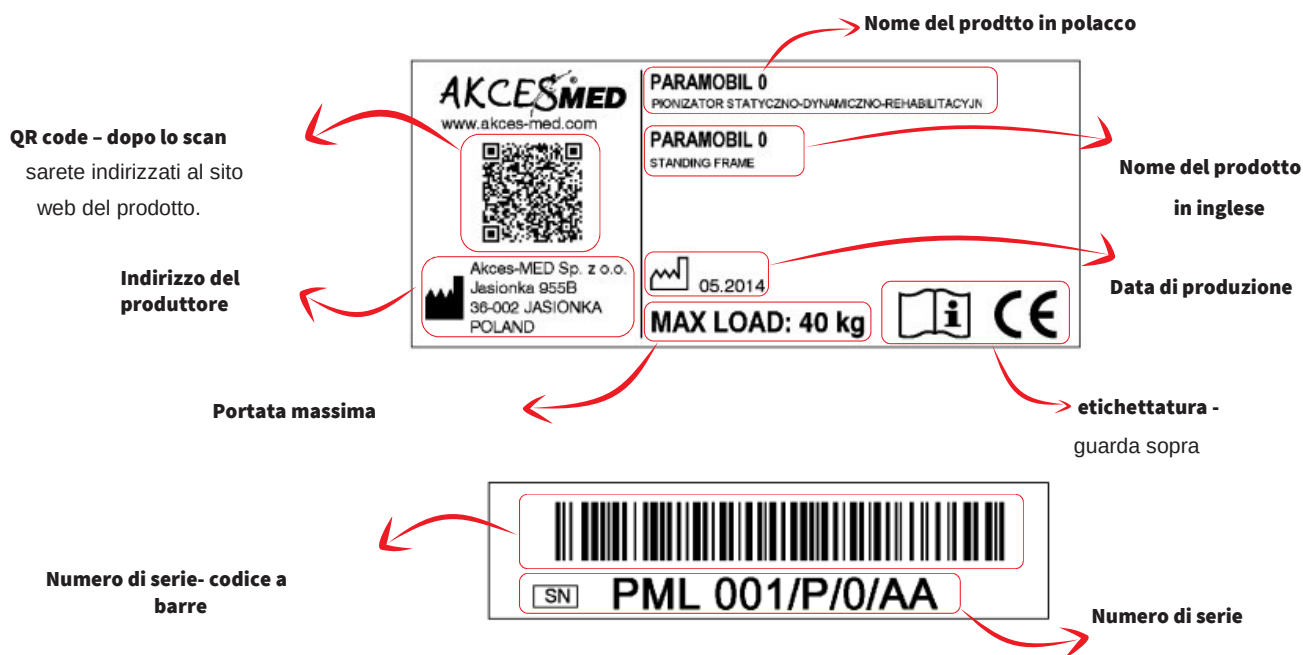 Nome del prodtto in polacco
AKCESMED
www.akces-med.com
PARAMOBIL 0
PIONIZATOR STATYCZNO-DYNAMICZNO-REHABILITACYJN
QR code – dopo lo scan
sarete indirizzati al sito
web del prodotto.
PARAMOBIL 0
STANDING FRAME
Nome del prodotto
in inglese
Indirizzo del
produttore
Akces-MED Sp. z o.o.
Jasionka 955B
36-002 JASIONKA
POLAND
05.2014
Data di produzione
MAX LOAD: 40 kg
i CE
Portata massima
etichettatura -
guarda sopra
Numero di serie- codice a
barre
SN PML 001/P/0/AA
Numero di serie